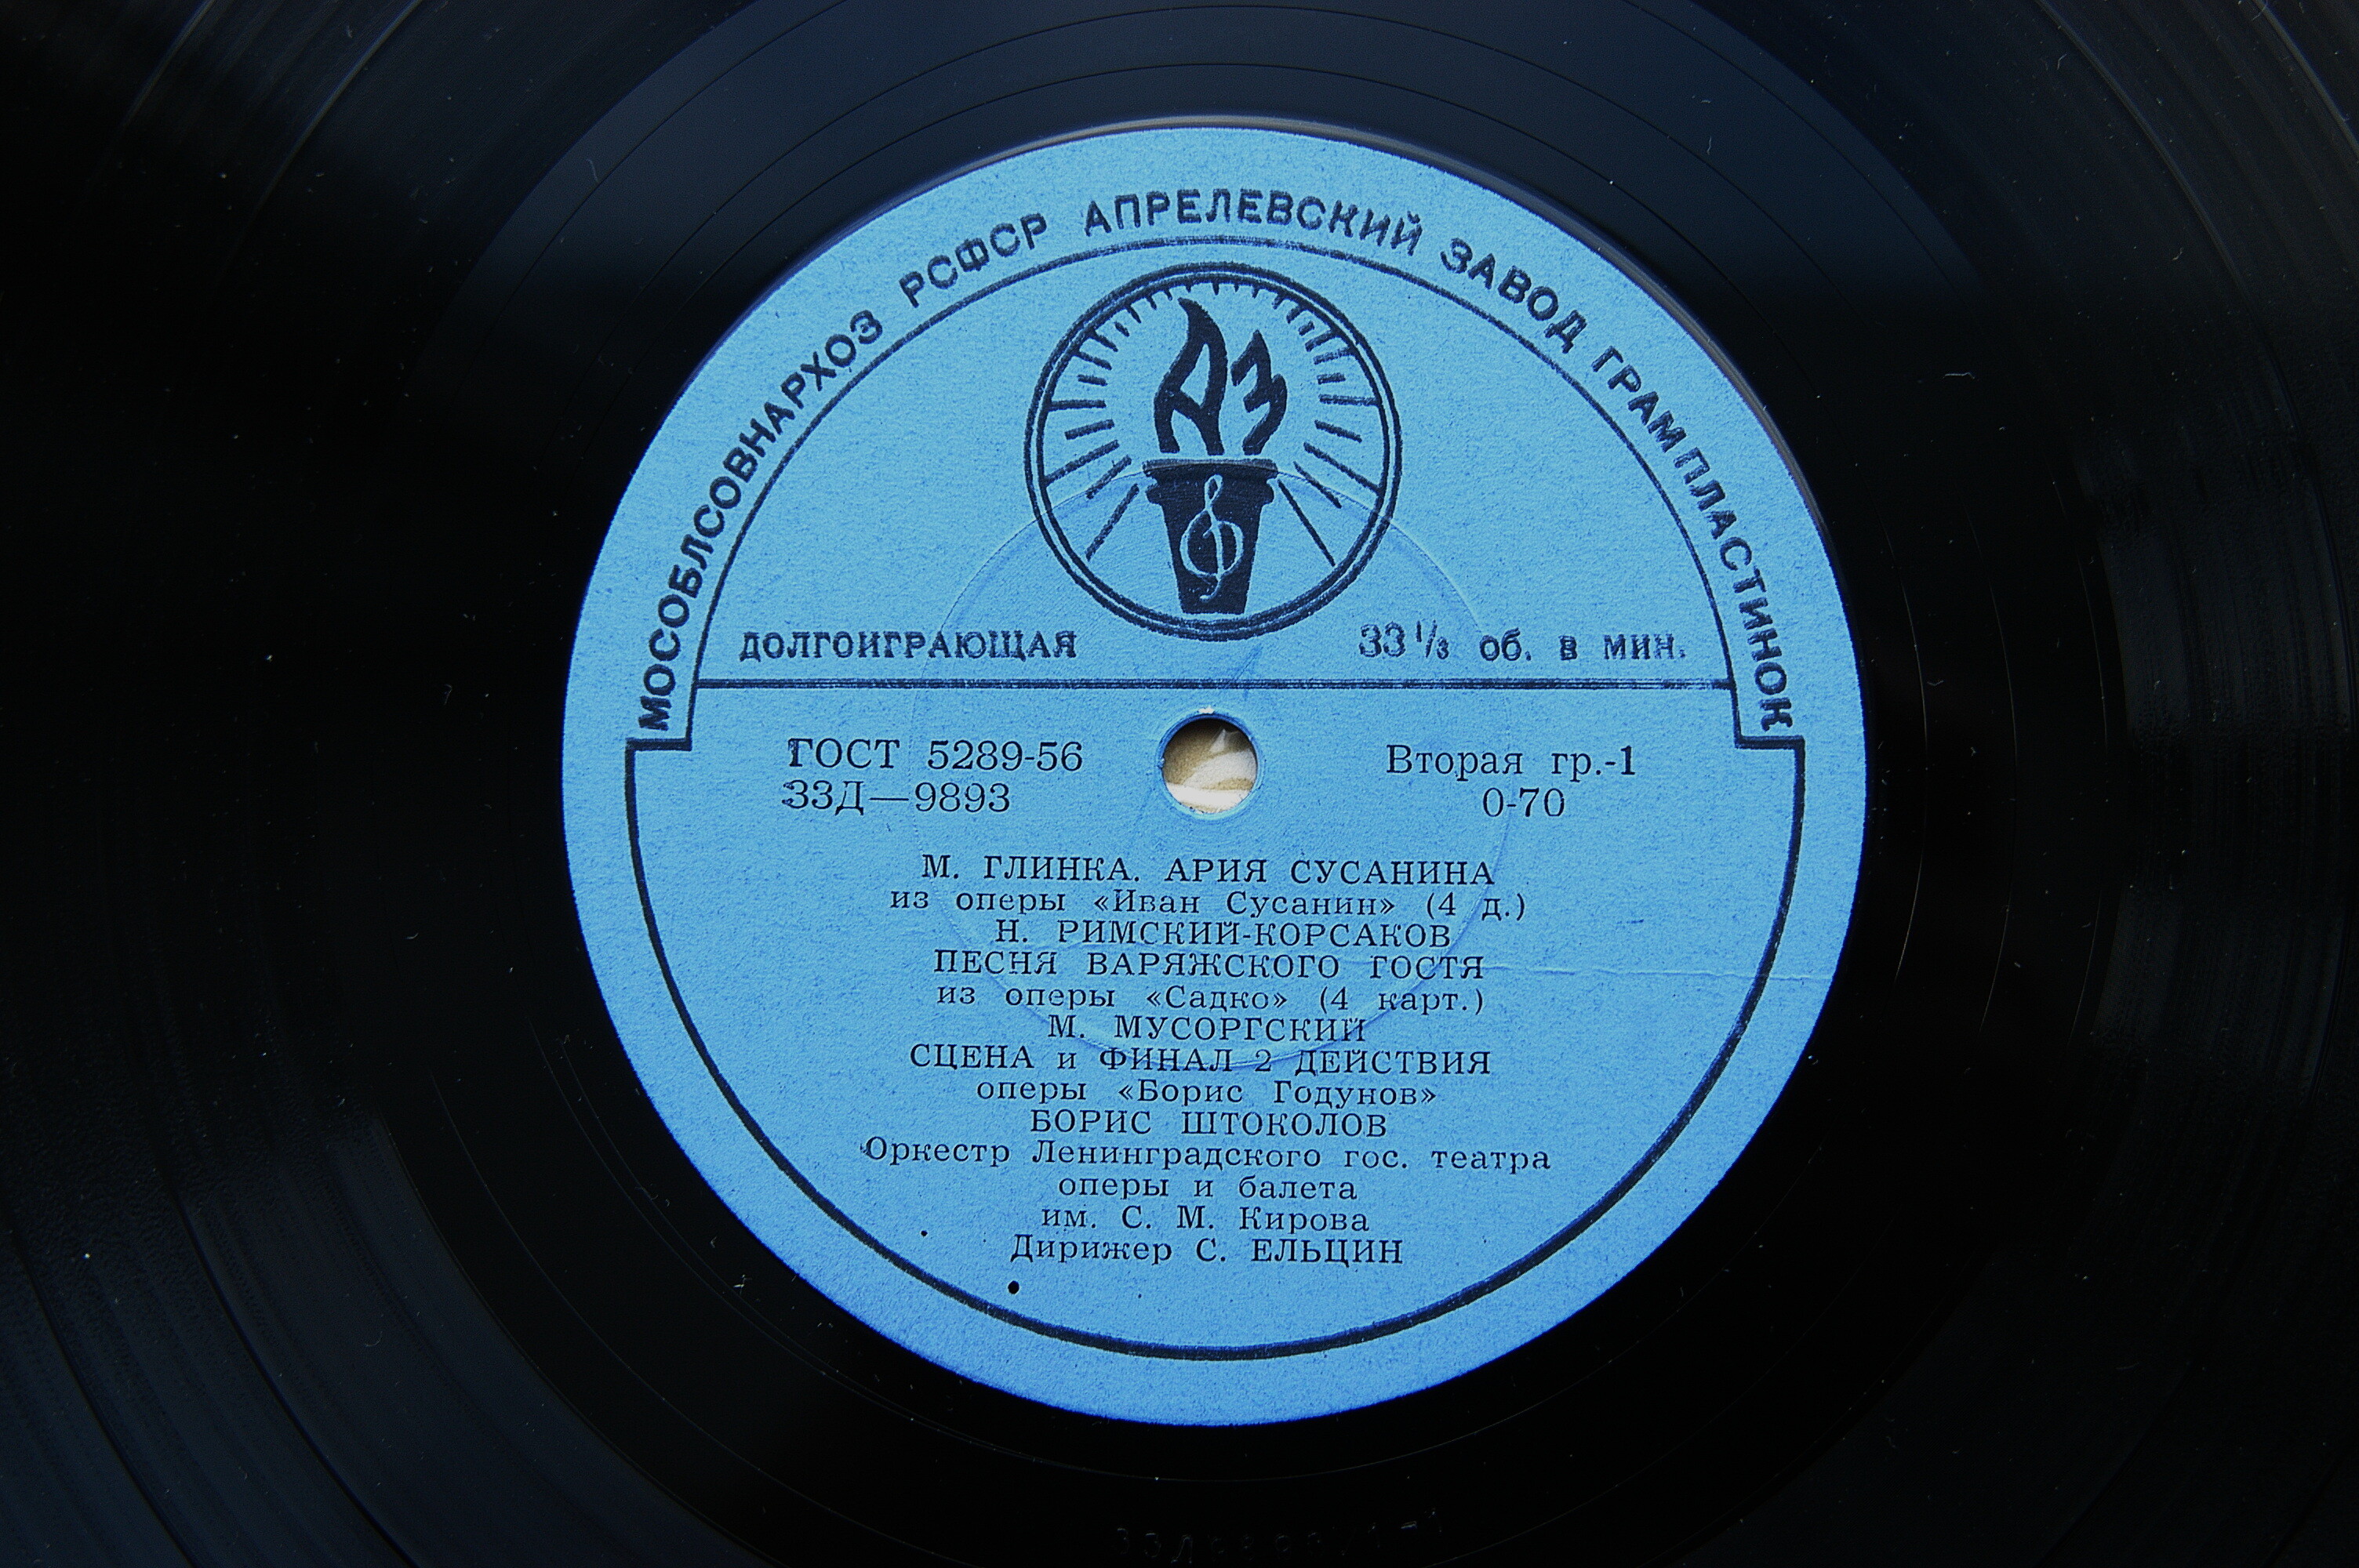 МОСОБЛСОВНАРХОЗ РСФСР АПРЕЛЕВСКИЙ ЗАВОД ГРАМПЛАСТИНОК
АЗ
ДОЛГОИГРАЮЩАЯ 33⅓ об. в мин.
ГОСТ 5289-56 Вторая гр.-1
33Д—9893 0-70
М. ГЛИНКА. АРИЯ СУСАНИНА
из оперы «Иван Сусанин» (4 д.)
Н. РИМСКИЙ-КОРСАКОВ
ПЕСНЯ ВАРЯЖСКОГО ГОСТЯ
из оперы «Садко» (4 карт.)
М. МУСОРГСКИЙ
СЦЕНА и ФИНАЛ 2 ДЕЙСТВИЯ
оперы «Борис Годунов»
БОРИС ШТОКОЛОВ
Оркестр Ленинградского гос. театра
оперы и балета
им. С. М. Кирова
Дирижер С. ЕЛЬЦИН